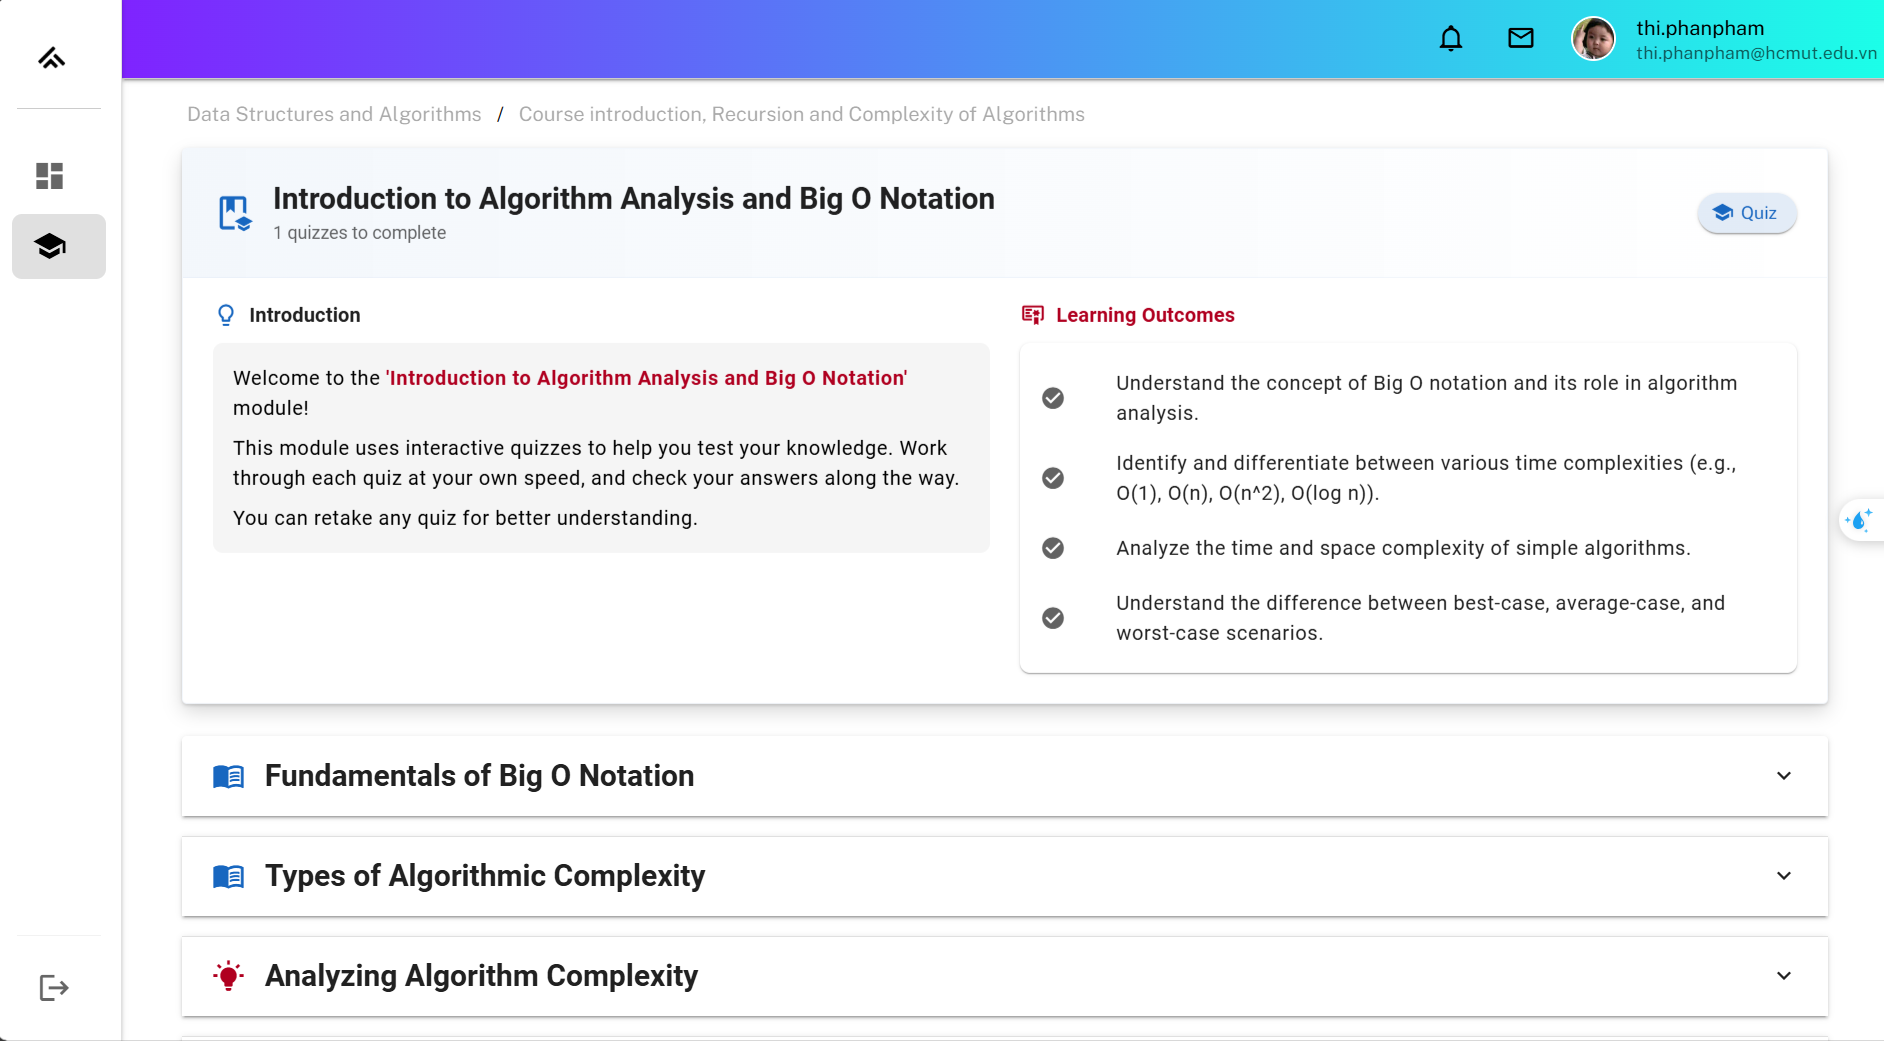 thi.phanpham
thi.phanpham@hcmut.edu.vn
Data Structures and Algorithms / Course introduction, Recursion and Complexity of Algorithms
Introduction to Algorithm Analysis and Big O Notation
1 quizzes to complete
Quiz
Introduction
Welcome to the 'Introduction to Algorithm Analysis and Big O Notation'
module!
This module uses interactive quizzes to help you test your knowledge. Work
through each quiz at your own speed, and check your answers along the way.
You can retake any quiz for better understanding.
Learning Outcomes
Understand the concept of Big O notation and its role in algorithm
analysis.
Identify and differentiate between various time complexities (e.g.,
O(1), O(n), O(n^2), O(log n)).
Analyze the time and space complexity of simple algorithms.
Understand the difference between best-case, average-case, and
worst-case scenarios.
Fundamentals of Big O Notation
Types of Algorithmic Complexity
Analyzing Algorithm Complexity